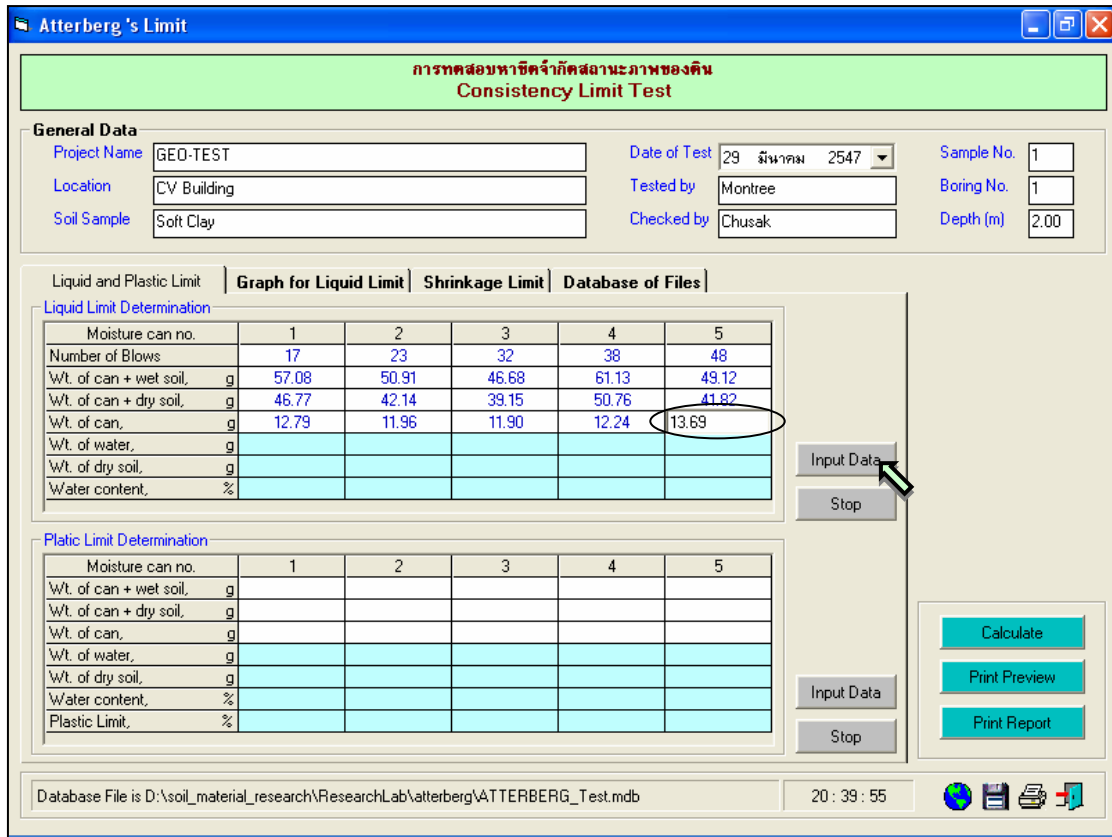 Atterberg 's Limit
การทดสอบหาขีดจำกัดสถานะภาพของดิน
Consistency Limit Test
General Data
Project Name GEO-TEST Date of Test 29 มีนาคม 2547 Sample No. 1
Location CV Building Tested by Montree Boring No. 1
Soil Sample Soft Clay Checked by Chusak Depth (m) 2.00
Liquid and Plastic Limit Graph for Liquid Limit Shrinkage Limit Database of Files
Liquid Limit Determination
Moisture can no. 1 2 3 4 5
Number of Blows 17 23 32 38 48
Wt. of can + wet soil, g 57.08 50.91 46.68 61.13 49.12
Wt. of can + dry soil, g 46.77 42.14 39.15 50.76 41.82
Wt. of can, g 12.79 11.96 11.90 12.24 13.69
Wt. of water, g
Wt. of dry soil, g
Water content, %
Input Data
Stop
Platic Limit Determination
Moisture can no. 1 2 3 4 5
Wt. of can + wet soil, g
Wt. of can + dry soil, g
Wt. of can, g
Wt. of water, g
Wt. of dry soil, g
Water content, %
Plastic Limit, %
Input Data
Stop
Calculate
Print Preview
Print Report
Database File is D:\soil_material_research\ResearchLab\atterberg\ATTERBERG_Test.mdb 20 : 39 : 55